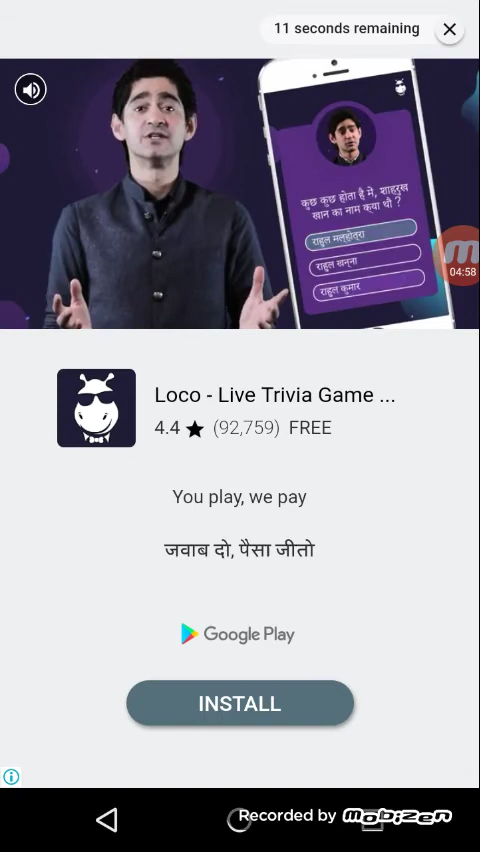 11 seconds remaining
कुछ कुछ होता है में, शाहरुख
खान का नाम क्या थी ?
राहुल मल्होत्रा
राहुल खन्ना
राहुल कुमार
04:58
Loco - Live Trivia Game ...
4.4 ★ (92,759) FREE
You play, we pay
जवाब दो, पैसा जीतो
Google Play
INSTALL
Recorded by Mobizen